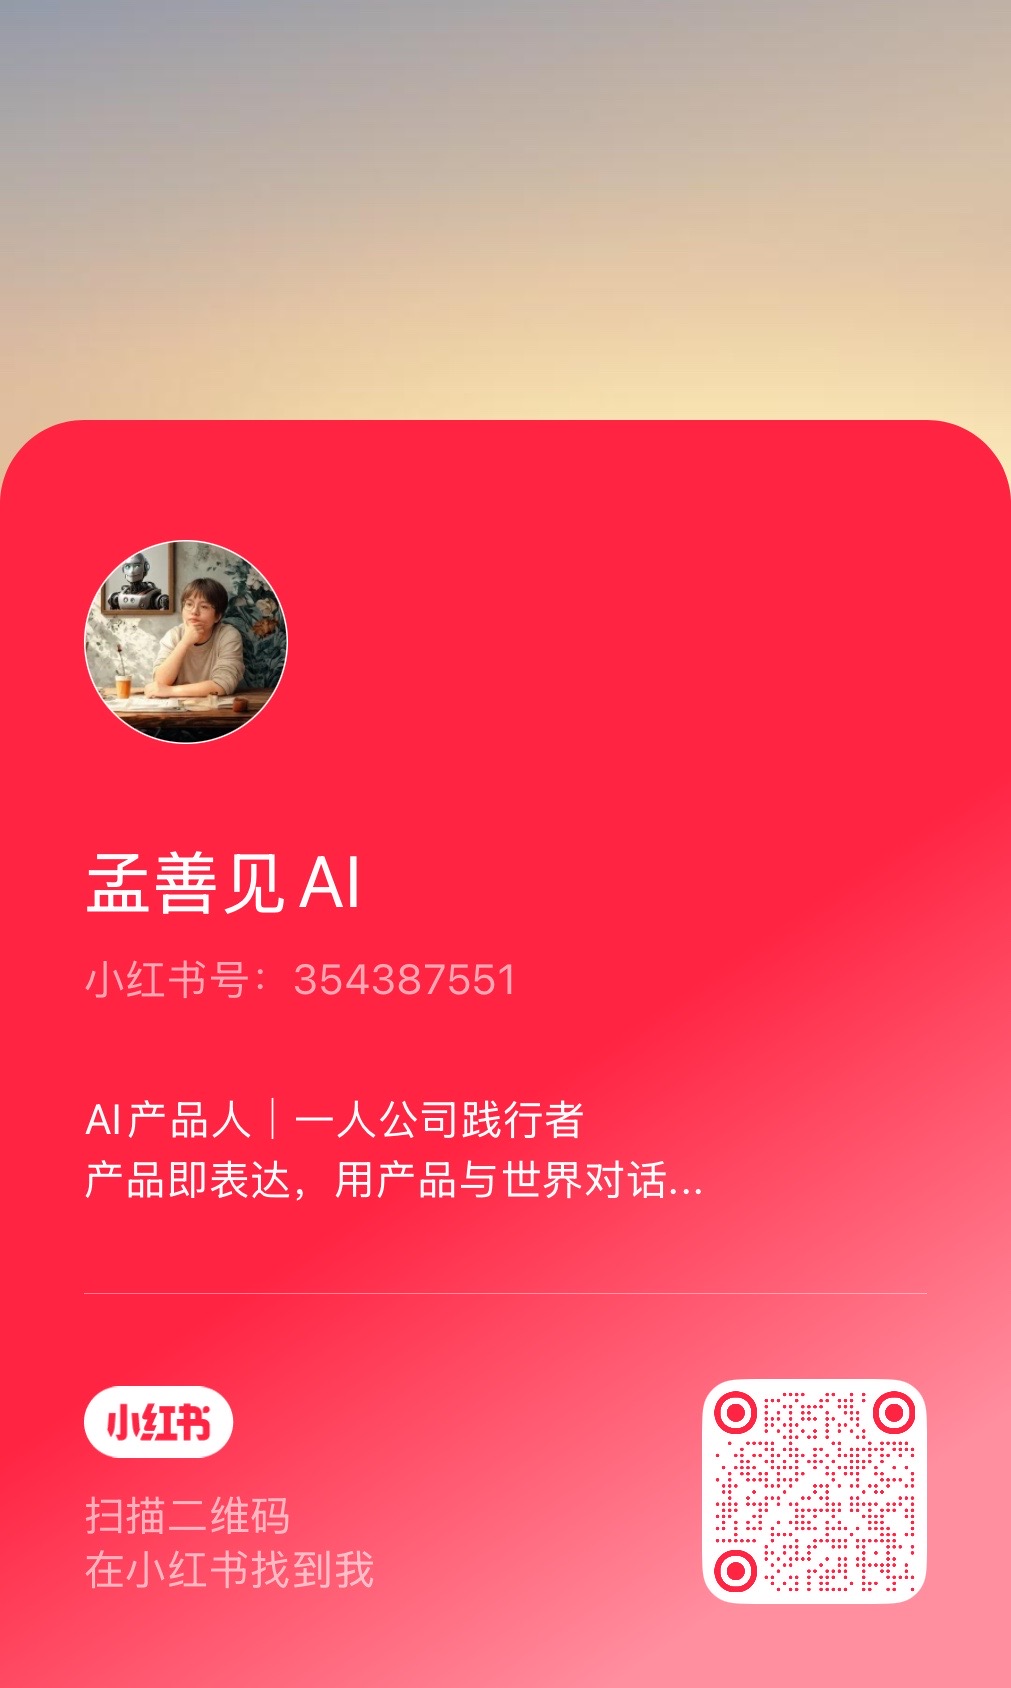 孟善见AI
小红书号：354387551
AI产品人｜一人公司践行者
产品即表达，用产品与世界对话...
小红书
扫描二维码
在小红书找到我